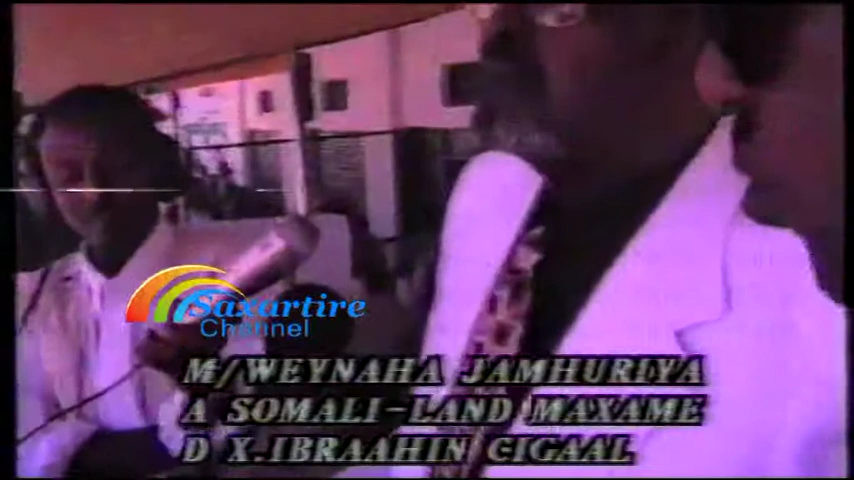 Saxartire
Channel
M/WEYNAHA JAMHURIYA
A SOMALI-LAND MAXAME
D X.IBRAAHIN CIGAAL